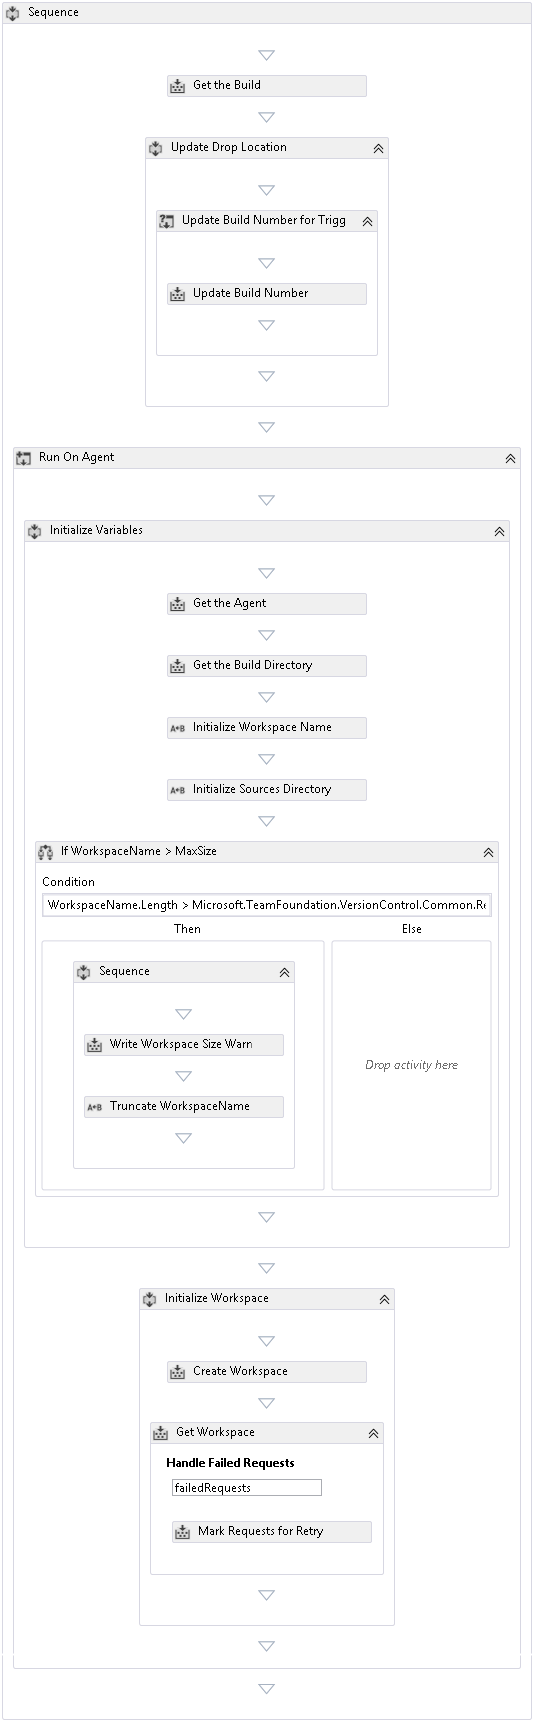 Sequence
Get the Build
Update Drop Location
Update Build Number for Trigg
Update Build Number
Run On Agent
Initialize Variables
Get the Agent
Get the Build Directory
A+B Initialize Workspace Name
A+B Initialize Sources Directory
If WorkspaceName > MaxSize
Condition
WorkspaceName.Length > Microsoft.TeamFoundation.VersionControl.Common.Re
Then Else
Sequence
Write Workspace Size Warn
Drop activity here
A+B Truncate WorkspaceName
Initialize Workspace
Create Workspace
Get Workspace
Handle Failed Requests
failedRequests
Mark Requests for Retry